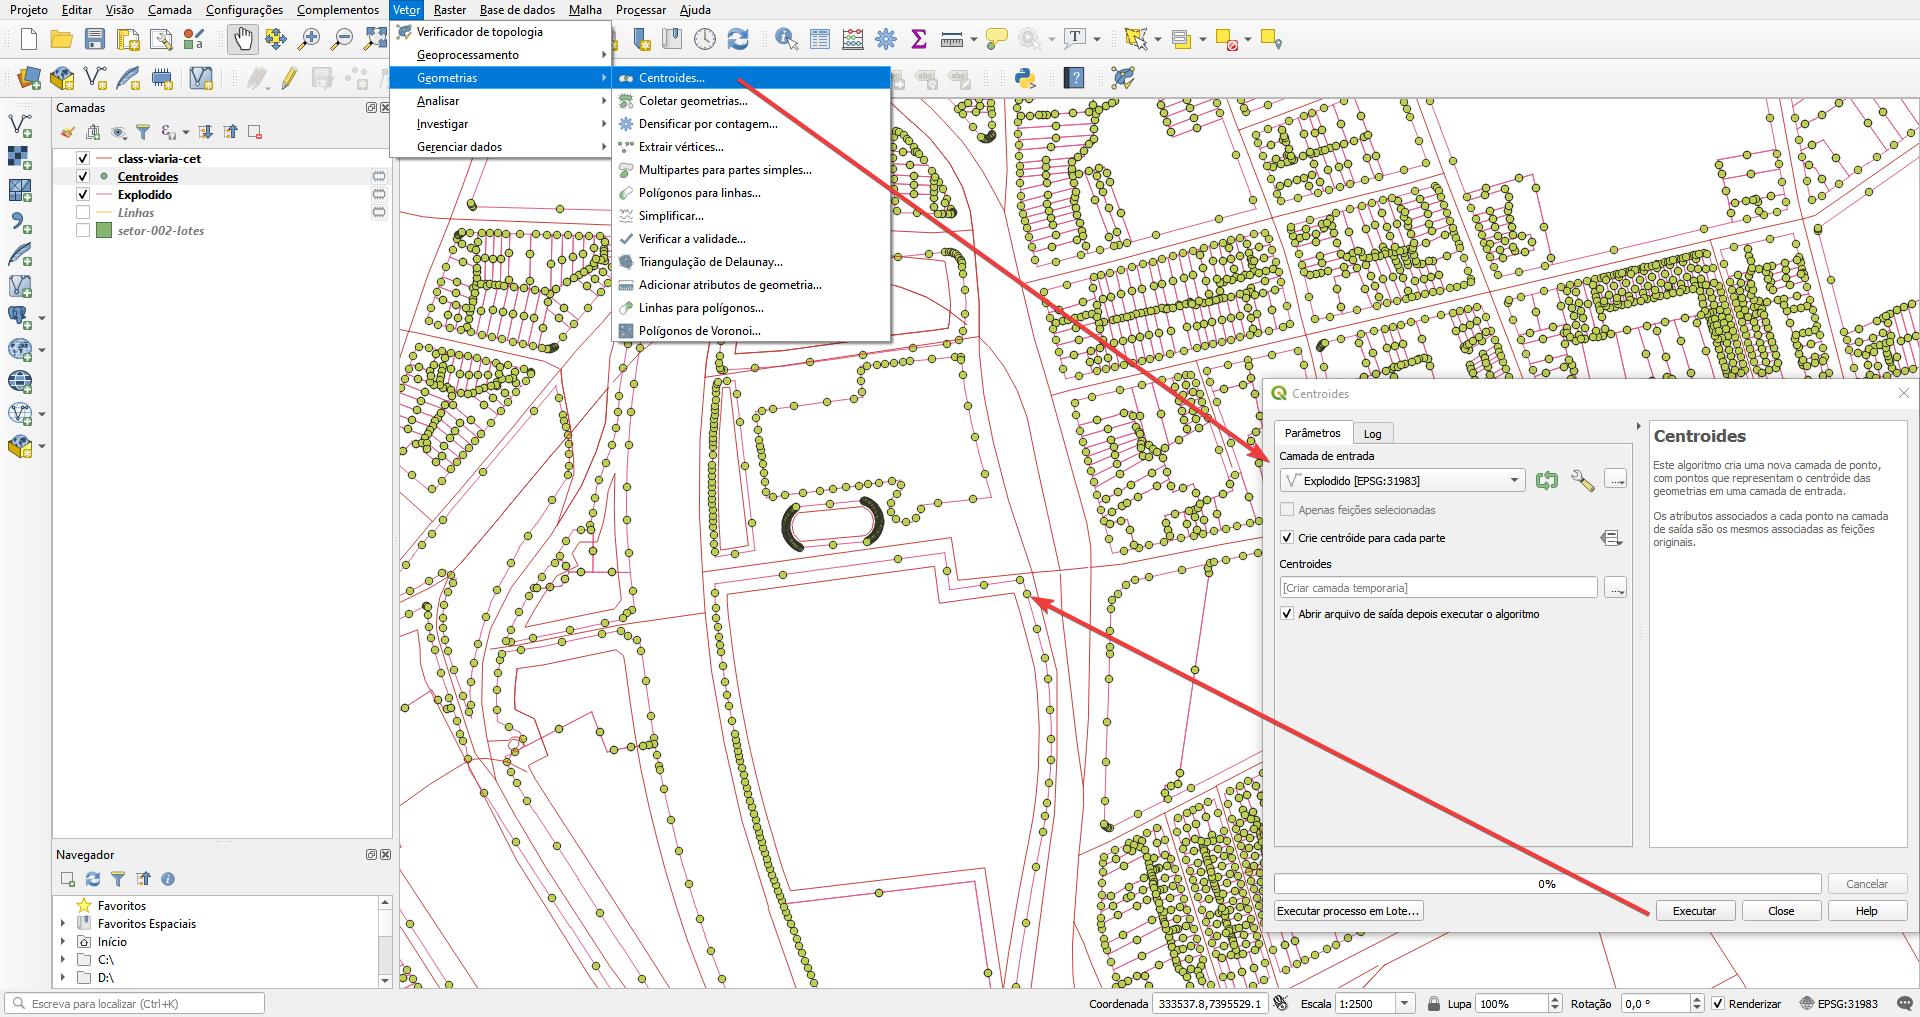 Projeto Editar Visão Camada Configurações Complementos Vetor Raster Base de dados Malha Processar Ajuda
Verificador de topologia
Geoprocessamento
Geometrias
Analisar
Investigar
Gerenciar dados
Centroides...
Coletar geometrias...
Densificar por contagem...
Extrair vértices...
Multipartes para partes simples...
Polígonos para linhas...
Simplificar...
Verificar a validade...
Triangulação de Delaunay...
Adicionar atributos de geometria...
Linhas para polígonos...
Polígonos de Voronoi...
Camadas
class-viaria-cet
Centroides
Explodido
Linhas
setor-002-lotes
Navegador
Favoritos
Favoritos Espaciais
Início
C:\
D:\
Centroides
Parâmetros Log
Camada de entrada
Explodido [EPSG:31983]
Apenas feições selecionadas
Crie centróide para cada parte
Centroides
[Criar camada temporaria]
Abrir arquivo de saída depois executar o algoritmo
Centroides
Este algoritmo cria uma nova camada de ponto,
com pontos que representam o centróide das
geometrias em uma camada de entrada.
Os atributos associados a cada ponto na camada
de saída são os mesmos associadas as feições
originais.
0%
Cancelar
Executar processo em Lote...
Executar
Close
Help
Escreva para localizar (Ctrl+K)
Coordenada 333537.8,7395529.1 Escala 1:2500 Lupa 100% Rotação 0,0 ° Renderizar EPSG:31983